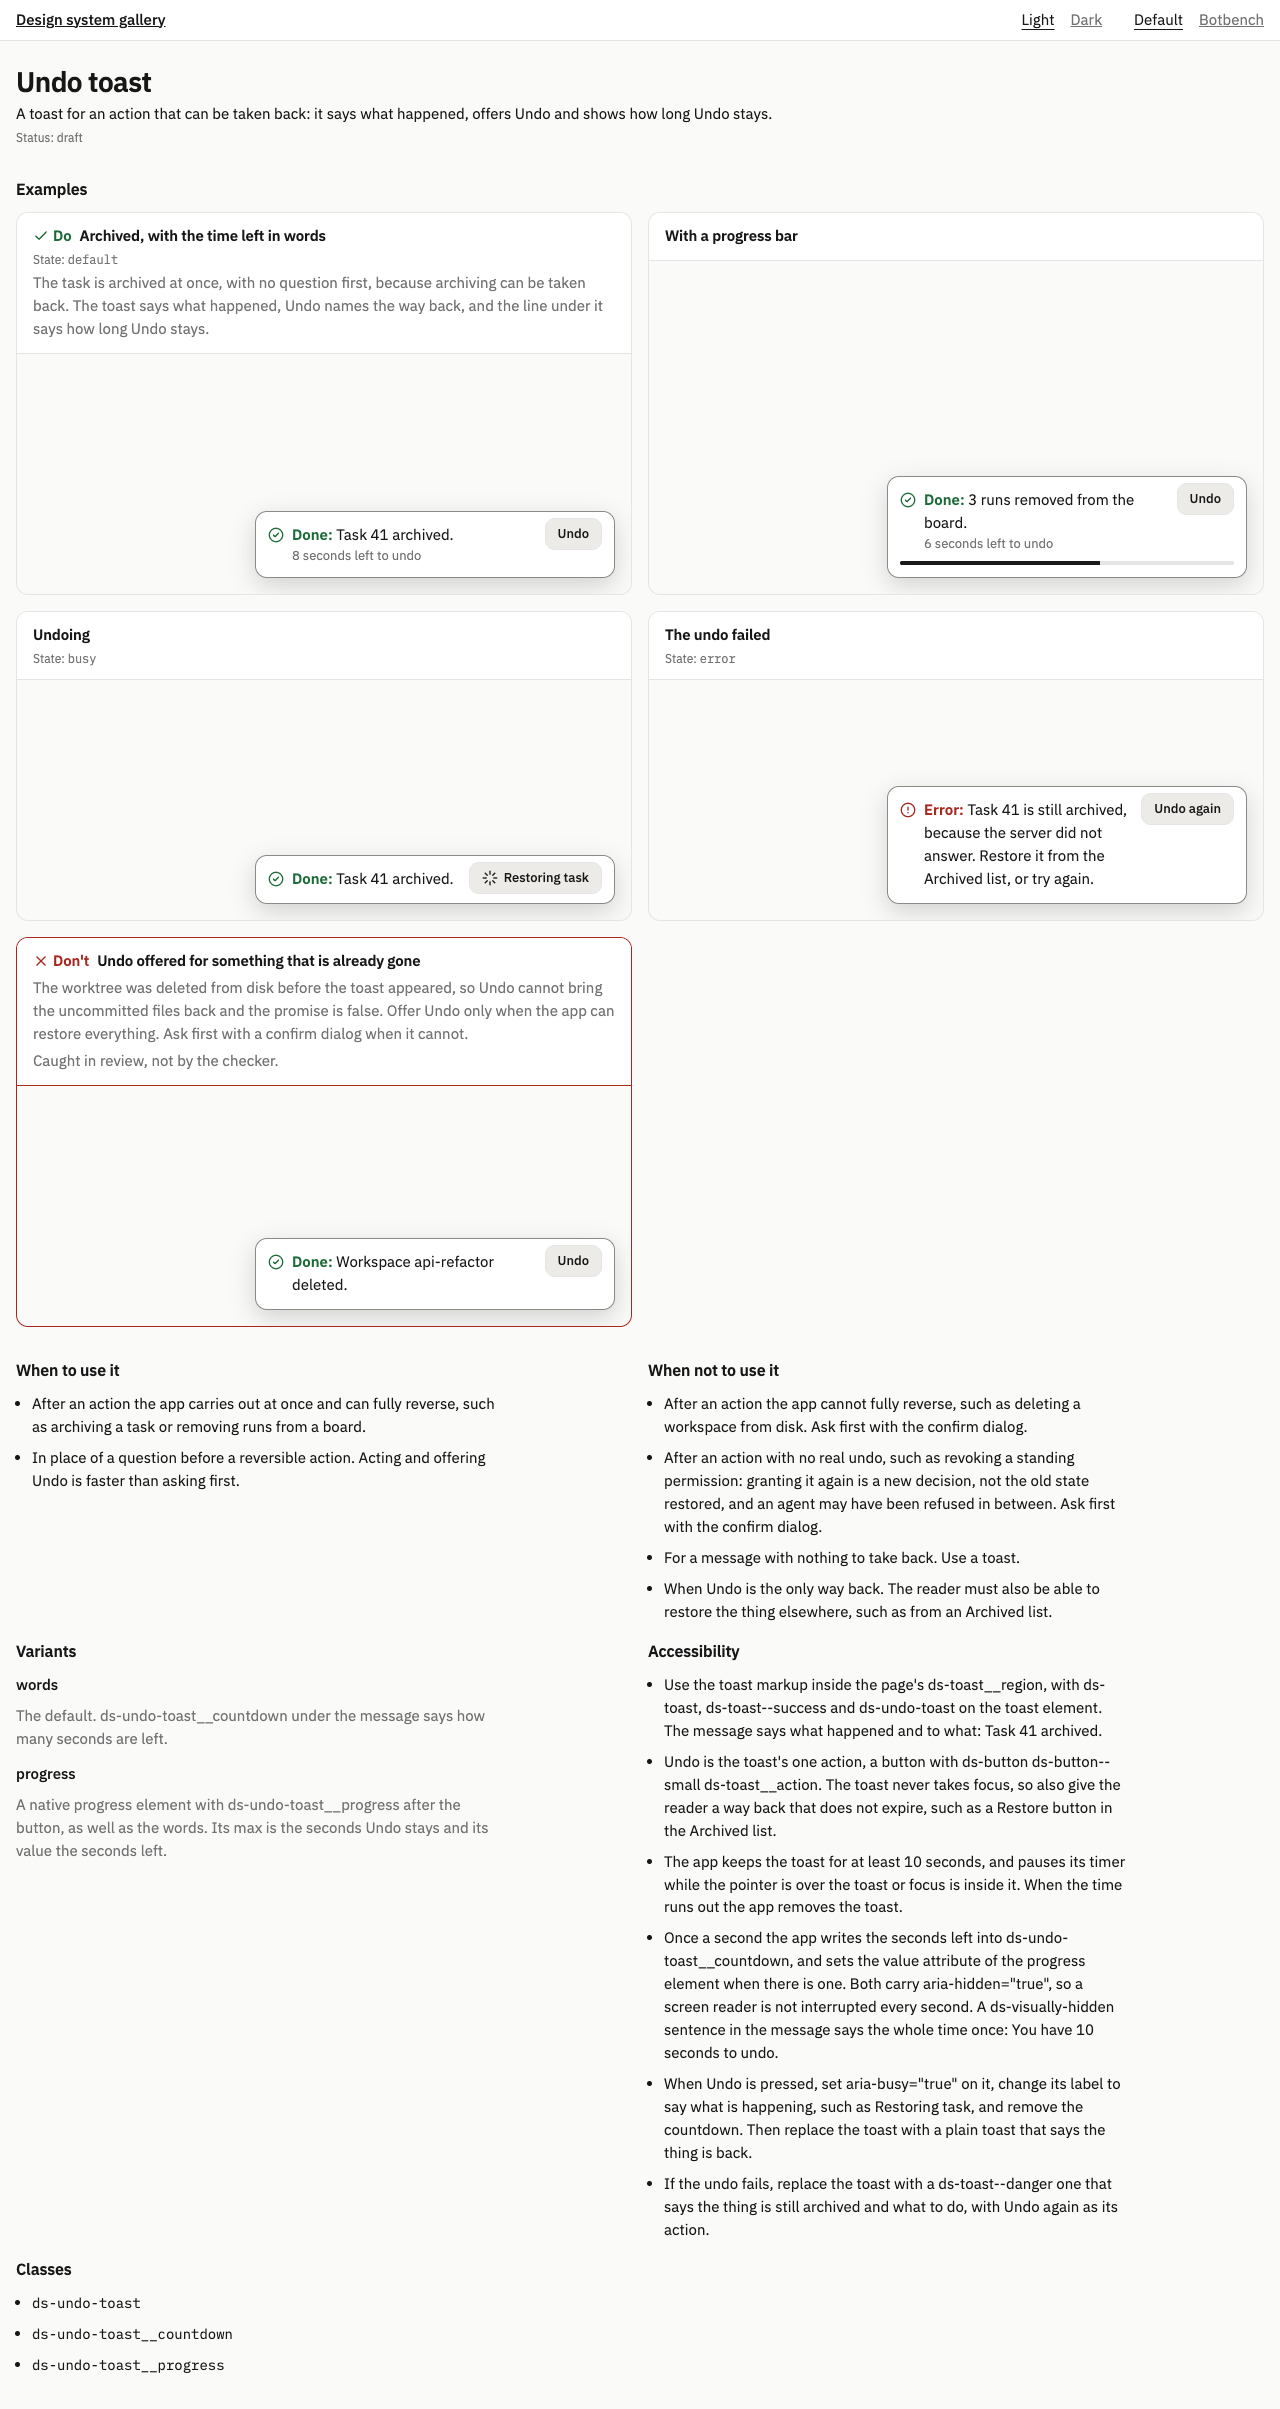 Design system gallery
Light Dark Default Botbench
Undo toast
A toast for an action that can be taken back: it says what happened, offers Undo and shows how long Undo stays.
Status: draft
Examples
Do Archived, with the time left in words
State: default
The task is archived at once, with no question first, because archiving can be taken
back. The toast says what happened, Undo names the way back, and the line under it
says how long Undo stays.
Done: Task 41 archived.
8 seconds left to undo
Undo
With a progress bar
Done: 3 runs removed from the
board.
6 seconds left to undo
Undo
Undoing
State: busy
Done: Task 41 archived.
Restoring task
The undo failed
State: error
Error: Task 41 is still archived,
because the server did not
answer. Restore it from the
Archived list, or try again.
Undo again
Don't Undo offered for something that is already gone
The worktree was deleted from disk before the toast appeared, so Undo cannot bring
the uncommitted files back and the promise is false. Offer Undo only when the app can
restore everything. Ask first with a confirm dialog when it cannot.
Caught in review, not by the checker.
Done: Workspace api-refactor
deleted.
Undo
When to use it
After an action the app carries out at once and can fully reverse, such
as archiving a task or removing runs from a board.
In place of a question before a reversible action. Acting and offering
Undo is faster than asking first.
When not to use it
After an action the app cannot fully reverse, such as deleting a
workspace from disk. Ask first with the confirm dialog.
After an action with no real undo, such as revoking a standing
permission: granting it again is a new decision, not the old state
restored, and an agent may have been refused in between. Ask first
with the confirm dialog.
For a message with nothing to take back. Use a toast.
When Undo is the only way back. The reader must also be able to
restore the thing elsewhere, such as from an Archived list.
Variants
words
The default. ds-undo-toast__countdown under the message says how
many seconds are left.
progress
A native progress element with ds-undo-toast__progress after the
button, as well as the words. Its max is the seconds Undo stays and its
value the seconds left.
Accessibility
Use the toast markup inside the page's ds-toast__region, with ds-
toast, ds-toast--success and ds-undo-toast on the toast element.
The message says what happened and to what: Task 41 archived.
Undo is the toast's one action, a button with ds-button ds-button--
small ds-toast__action. The toast never takes focus, so also give the
reader a way back that does not expire, such as a Restore button in
the Archived list.
The app keeps the toast for at least 10 seconds, and pauses its timer
while the pointer is over the toast or focus is inside it. When the time
runs out the app removes the toast.
Once a second the app writes the seconds left into ds-undo-
toast__countdown, and sets the value attribute of the progress
element when there is one. Both carry aria-hidden="true", so a
screen reader is not interrupted every second. A ds-visually-hidden
sentence in the message says the whole time once: You have 10
seconds to undo.
When Undo is pressed, set aria-busy="true" on it, change its label to
say what is happening, such as Restoring task, and remove the
countdown. Then replace the toast with a plain toast that says the
thing is back.
If the undo fails, replace the toast with a ds-toast--danger one that
says the thing is still archived and what to do, with Undo again as its
action.
Classes
ds-undo-toast
ds-undo-toast__countdown
ds-undo-toast__progress